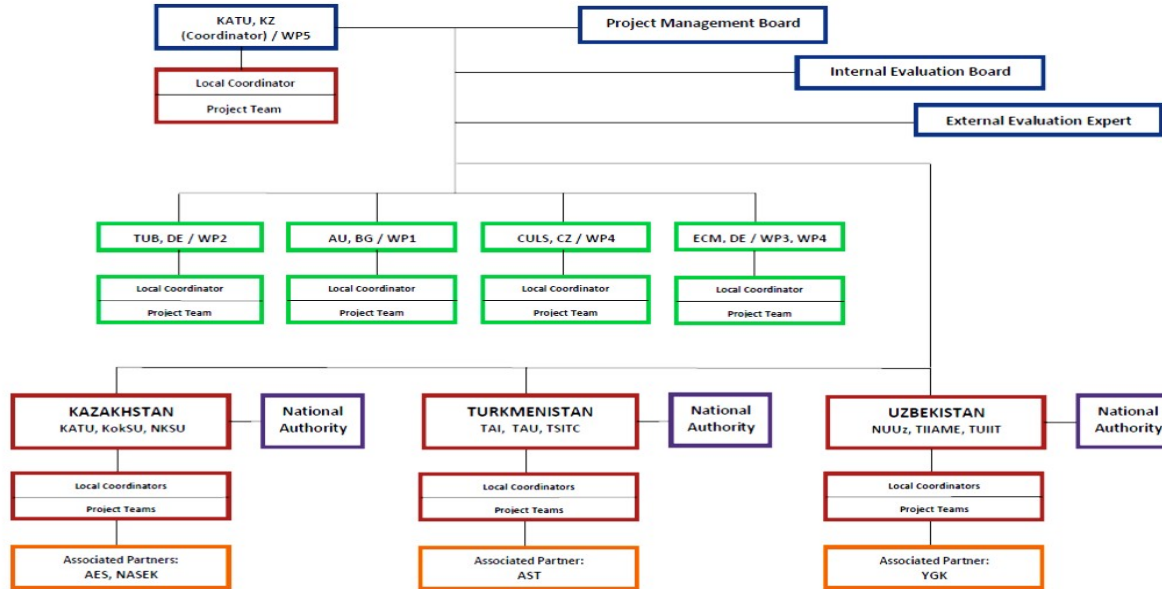 KATU, KZ
(Coordinator) / WP5
Project Management Board
Internal Evaluation Board
Local Coordinator
Project Team
External Evaluation Expert
TUB, DE / WP2
AU, BG / WP1
CULS, CZ / WP4
ECM, DE / WP3, WP4
Local Coordinator
Project Team
Local Coordinator
Project Team
Local Coordinator
Project Team
Local Coordinator
Project Team
KAZAKHSTAN
KATU, KokSU, NKSU
National
Authority
TURKMENISTAN
TAI, TAU, TSITC
National
Authority
UZBEKISTAN
NUUz, TIIAME, TUIIT
National
Authority
Local Coordinators
Project Teams
Local Coordinators
Project Teams
Local Coordinators
Project Teams
Associated Partners:
AES, NASEK
Associated Partner:
AST
Associated Partner:
YGK